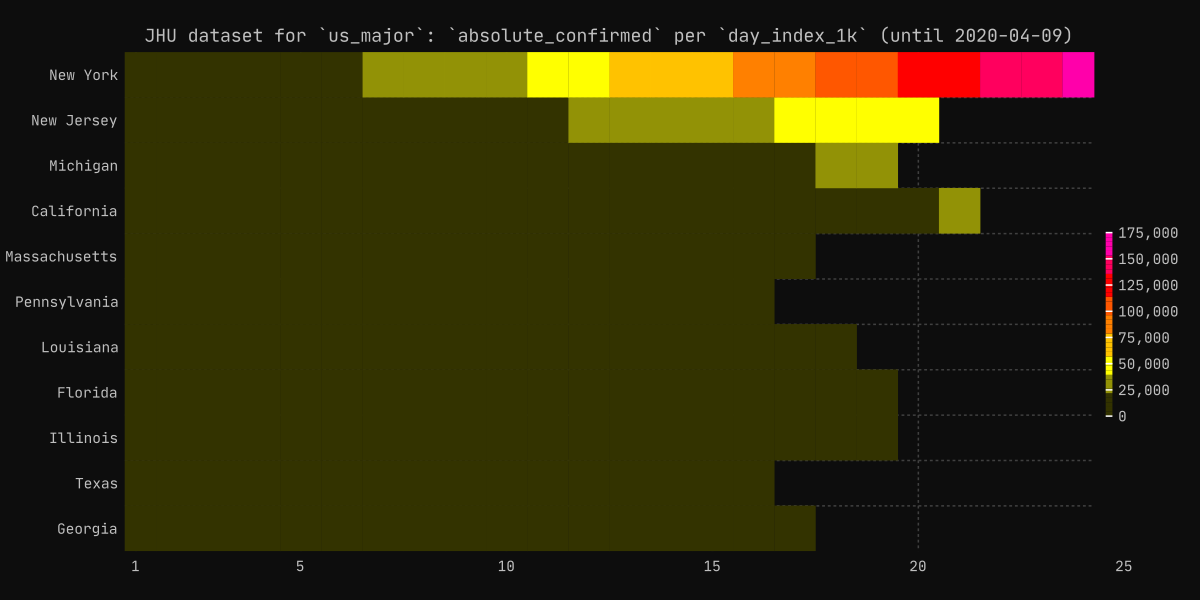 JHU dataset for `us_major`: `absolute_confirmed` per `day_index_1k` (until 2020-04-09)
New York
New Jersey
Michigan
California
Massachusetts
Pennsylvania
Louisiana
Florida
Illinois
Texas
Georgia
175,000
150,000
125,000
100,000
75,000
50,000
25,000
0
1 5 10 15 20 25